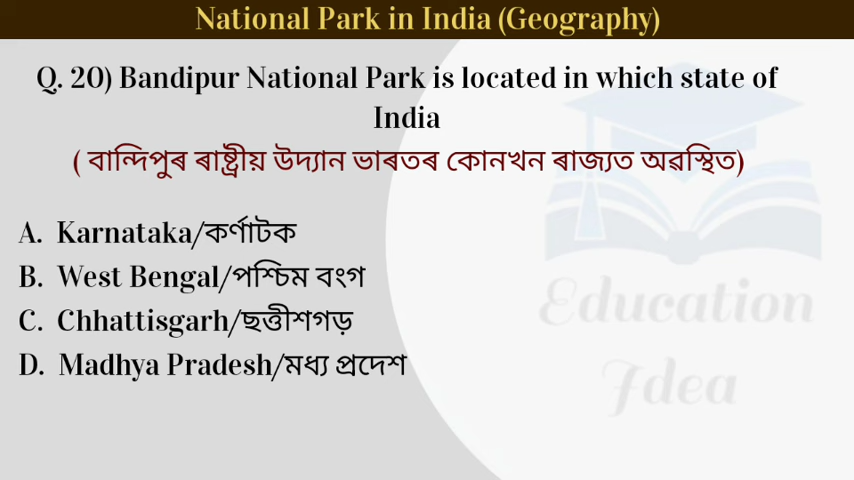 National Park in India (Geography)
Q. 20) Bandipur National Park is located in which state of
India
( বান্দিপুৰ ৰাষ্ট্ৰীয় উদ্যান ভাৰতৰ কোনখন ৰাজ্যত অৱস্থিত)
A. Karnataka/কৰ্ণাটক
B. West Bengal/পশ্চিম বংগ
C. Chhattisgarh/ছত্তীশগড়
D. Madhya Pradesh/মধ্য প্ৰদেশ
Education
Idea